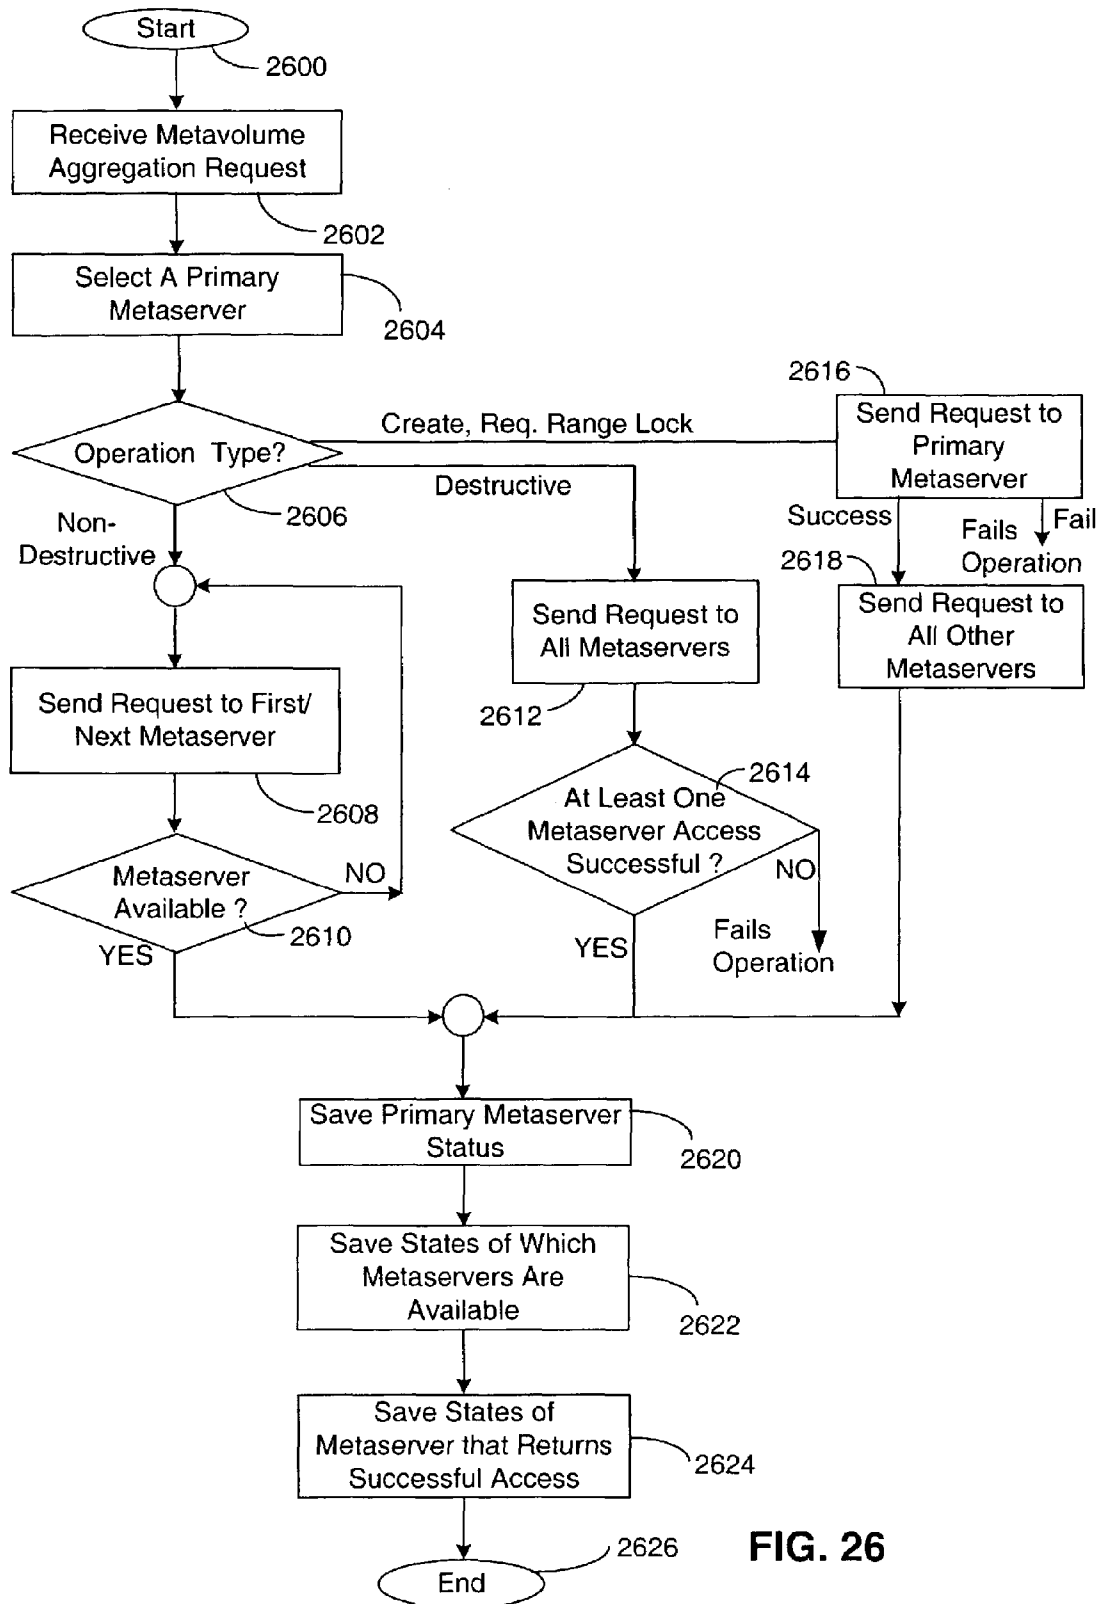 Start
2600
Receive Metavolume
Aggregation Request
2602
Select A Primary
Metaserver
2604
Operation Type?
2606
Create, Req. Range Lock
Destructive
Non-
Destructive
2616
Send Request to
Primary
Metaserver
Success
Fail
Fails
Operation
2618
Send Request to
All Other
Metaservers
Send Request to First/
Next Metaserver
2608
Metaserver
Available ?
NO
2610
YES
Send Request to
All Metaservers
2612
2614
At Least One
Metaserver Access
Successful ?
NO
YES
Fails
Operation
Save Primary Metaserver
Status
2620
Save States of Which
Metaservers Are
Available
2622
Save States of
Metaserver that Returns
Successful Access
2624
End
2626
FIG. 26